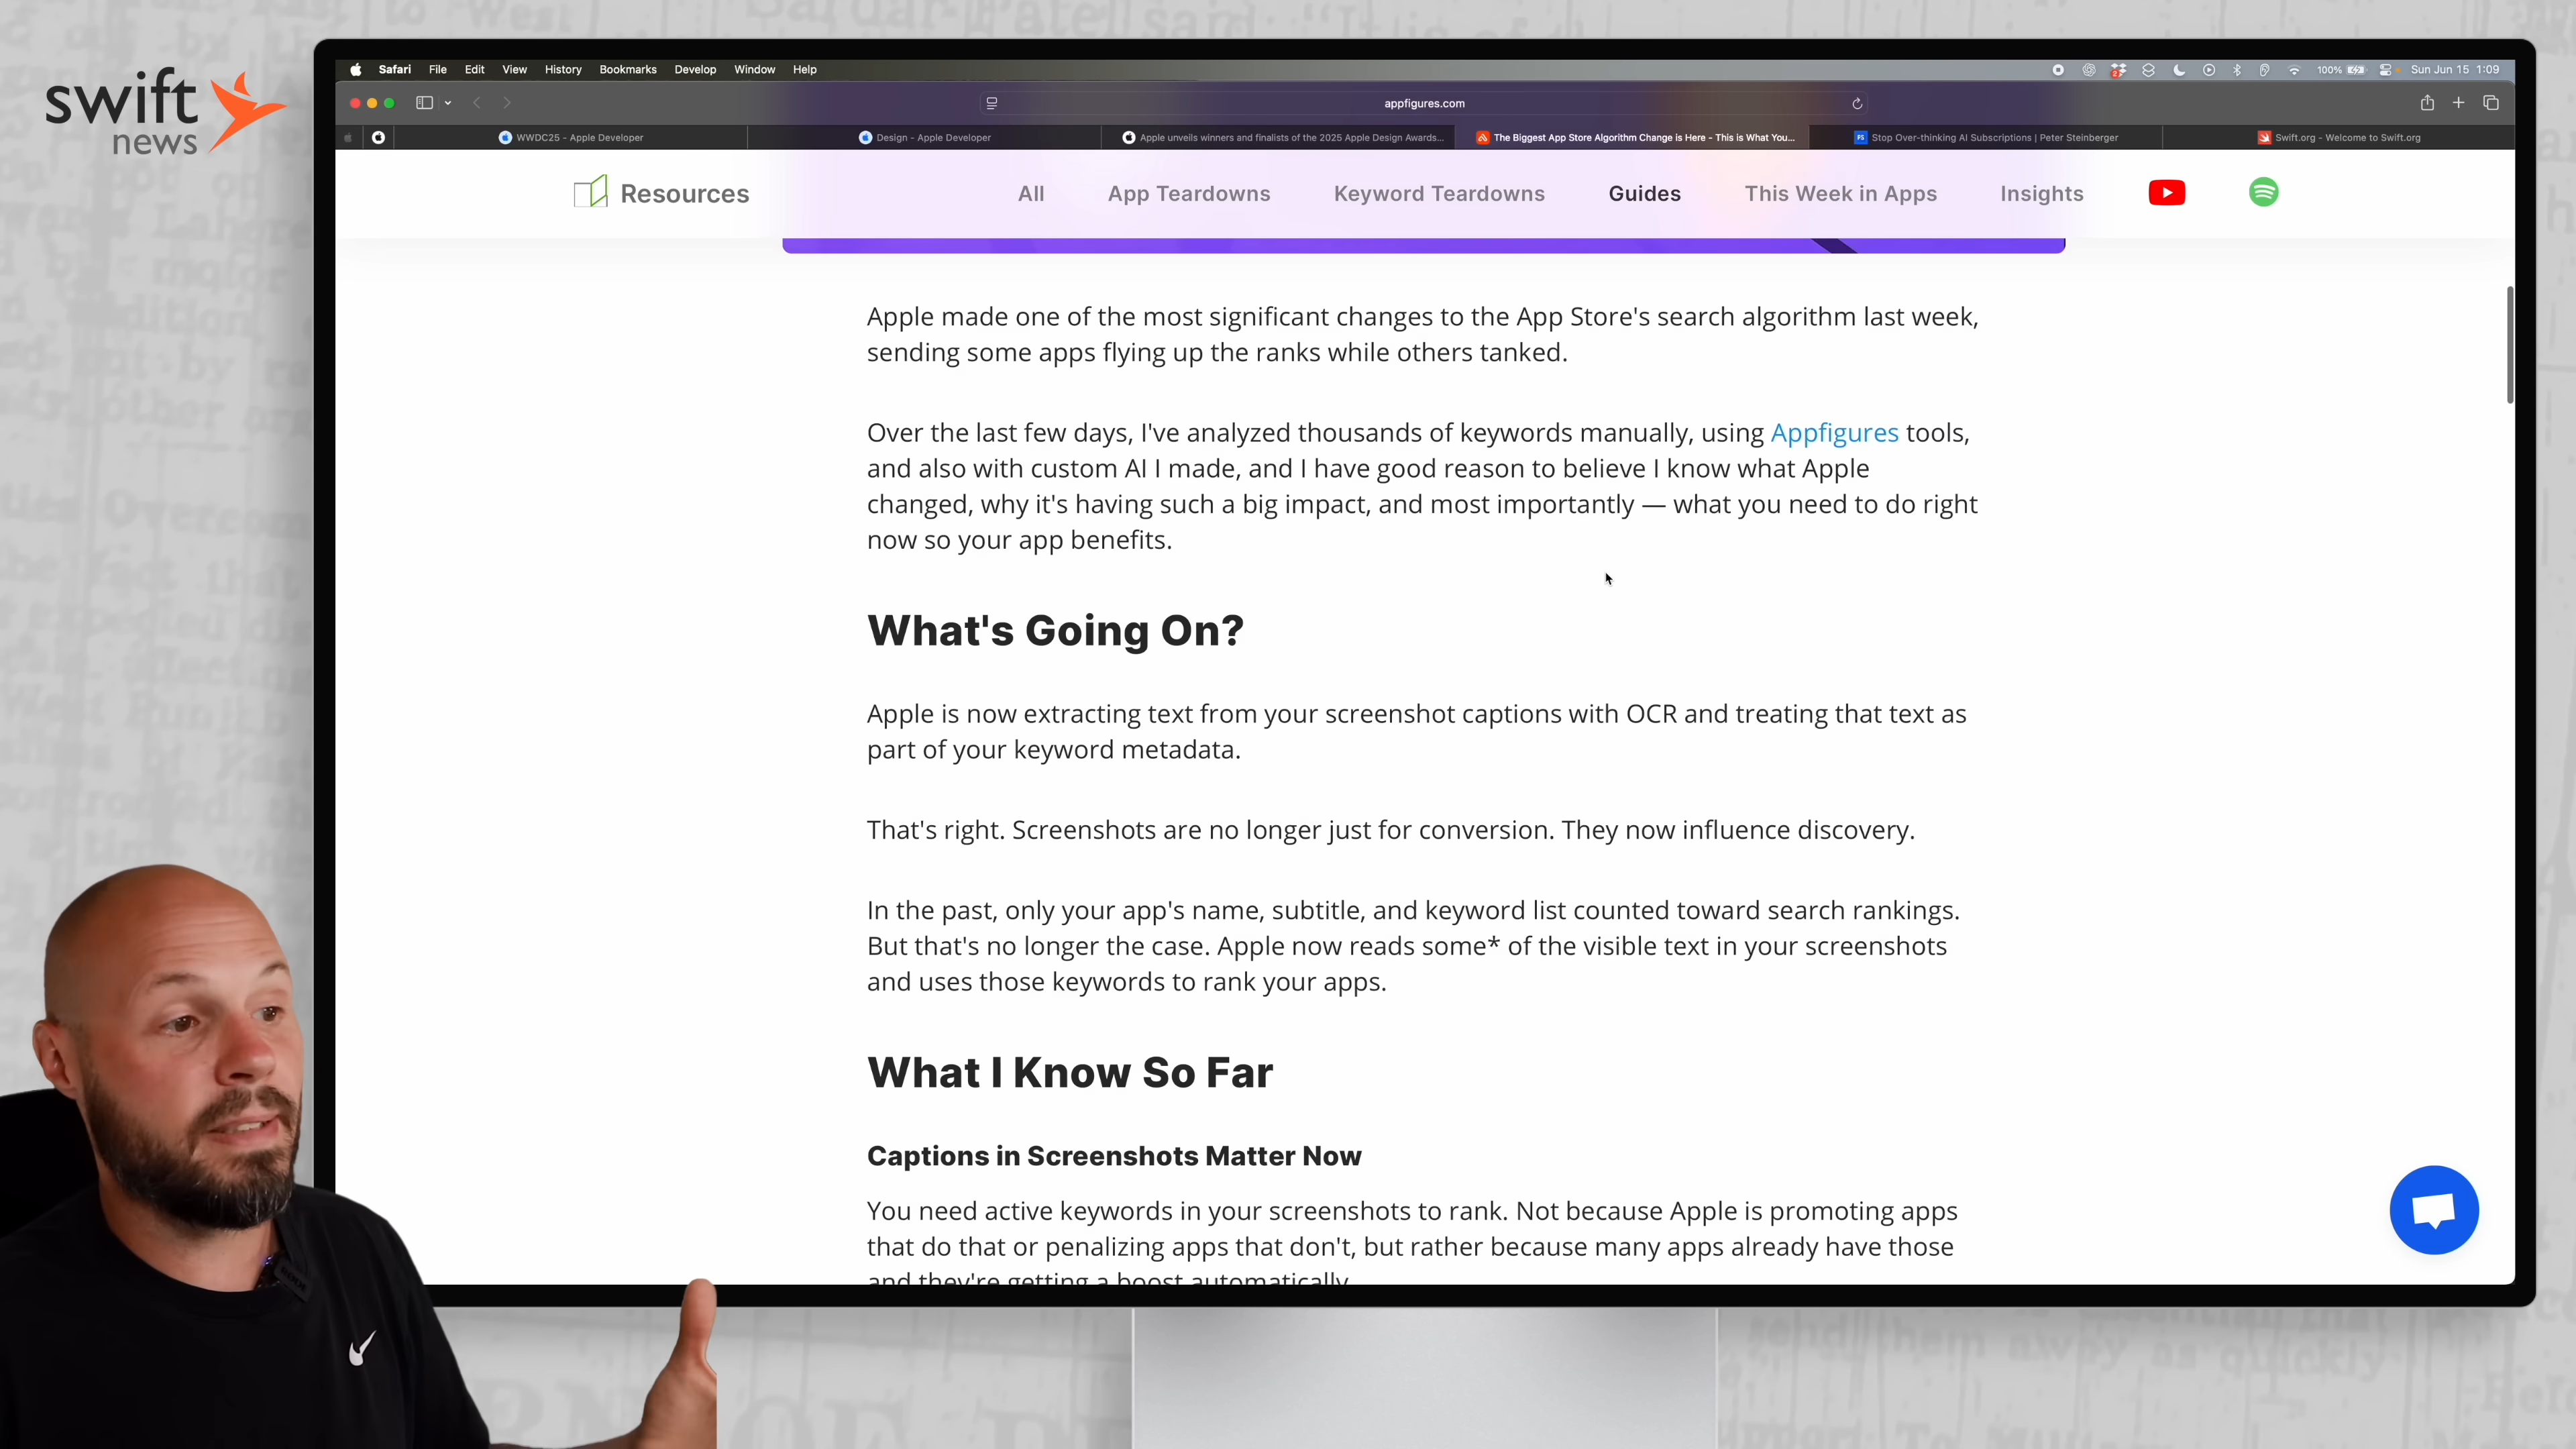 swift
news
Safari File Edit View History Bookmarks Develop Window Help
100% Sun Jun 15 1:09
appfigures.com
WWDC25 - Apple Developer
Design - Apple Developer
Apple unveils winners and finalists of the 2025 Apple Design Awards...
The Biggest App Store Algorithm Change is Here - This is What You...
Stop Over-thinking AI Subscriptions | Peter Steinberger
Swift.org - Welcome to Swift.org
Resources
All App Teardowns Keyword Teardowns Guides This Week in Apps Insights
Apple made one of the most significant changes to the App Store's search algorithm last week,
sending some apps flying up the ranks while others tanked.
Over the last few days, I've analyzed thousands of keywords manually, using Appfigures tools,
and also with custom AI I made, and I have good reason to believe I know what Apple
changed, why it's having such a big impact, and most importantly — what you need to do right
now so your app benefits.
What's Going On?
Apple is now extracting text from your screenshot captions with OCR and treating that text as
part of your keyword metadata.
That's right. Screenshots are no longer just for conversion. They now influence discovery.
In the past, only your app's name, subtitle, and keyword list counted toward search rankings.
But that's no longer the case. Apple now reads some* of the visible text in your screenshots
and uses those keywords to rank your apps.
What I Know So Far
Captions in Screenshots Matter Now
You need active keywords in your screenshots to rank. Not because Apple is promoting apps
that do that or penalizing apps that don't, but rather because many apps already have those
and they're getting a boost automatically.